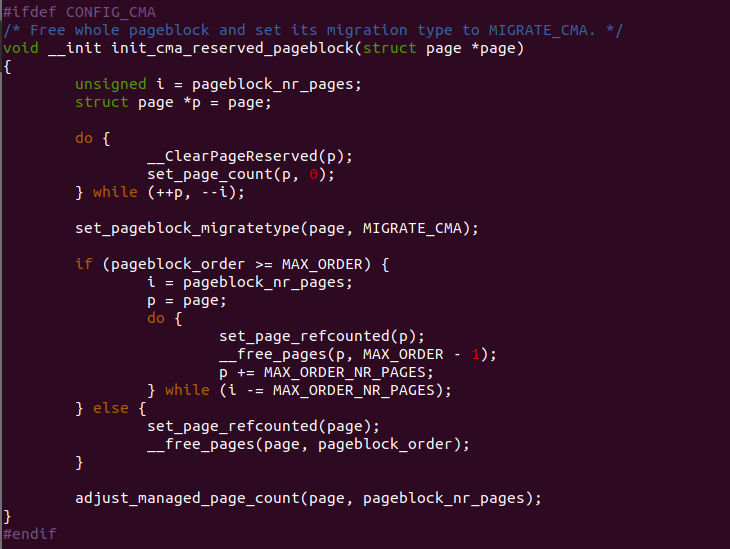 #ifdef CONFIG_CMA
/* Free whole pageblock and set its migration type to MIGRATE_CMA. */
void __init init_cma_reserved_pageblock(struct page *page)
{
        unsigned i = pageblock_nr_pages;
        struct page *p = page;

        do {
                __ClearPageReserved(p);
                set_page_count(p, 0);
        } while (++p, --i);

        set_pageblock_migratetype(page, MIGRATE_CMA);

        if (pageblock_order >= MAX_ORDER) {
                i = pageblock_nr_pages;
                p = page;
                do {
                        set_page_refcounted(p);
                        __free_pages(p, MAX_ORDER - 1);
                        p += MAX_ORDER_NR_PAGES;
                } while (i -= MAX_ORDER_NR_PAGES);
        } else {
                set_page_refcounted(page);
                __free_pages(page, pageblock_order);
        }

        adjust_managed_page_count(page, pageblock_nr_pages);
}
#endif